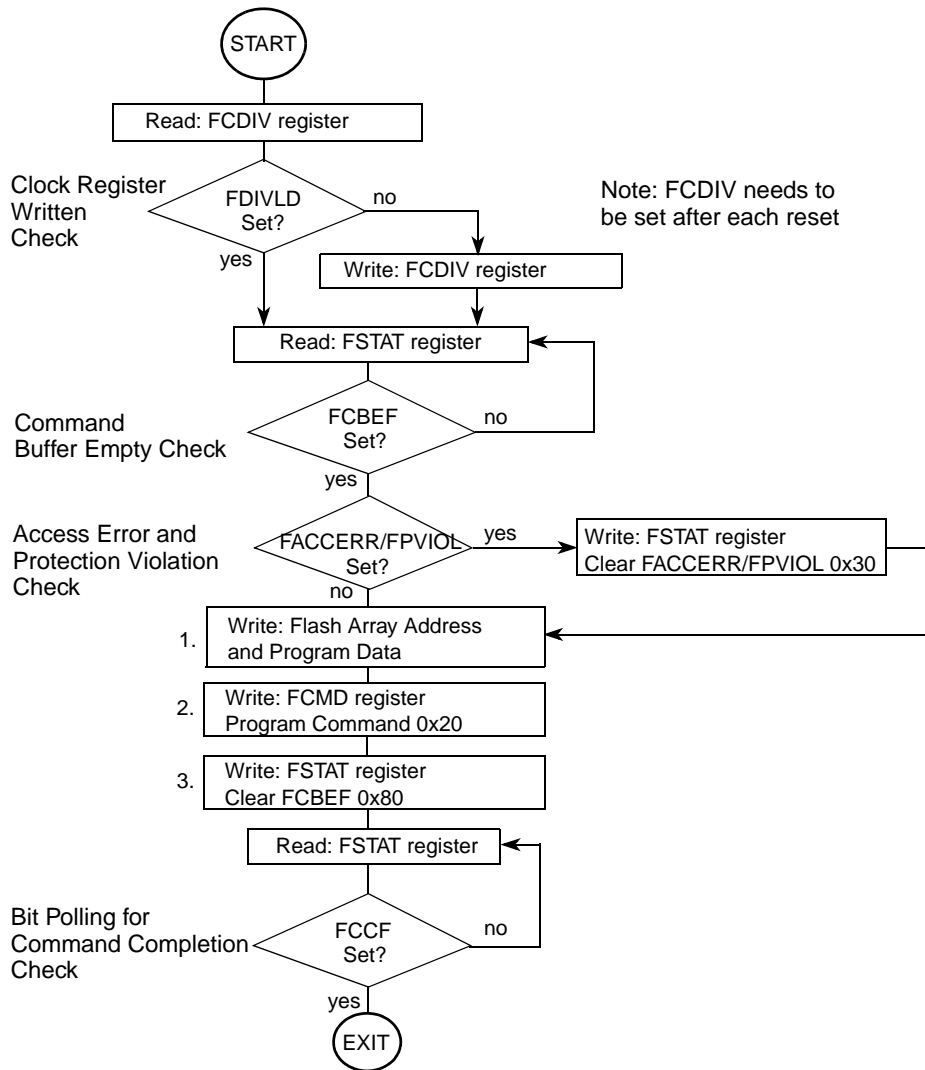 START
Read: FCDIV register
Clock Register
Written
Check
FDIVLD
Set?
no
yes
Note: FCDIV needs to
be set after each reset
Write: FCDIV register
Read: FSTAT register
Command
Buffer Empty Check
FCBEF
Set?
no
yes
Access Error and
Protection Violation
Check
FACCERR/FPVIOL
Set?
yes
no
Write: FSTAT register
Clear FACCERR/FPVIOL 0x30
1.
Write: Flash Array Address
and Program Data
2.
Write: FCMD register
Program Command 0x20
3.
Write: FSTAT register
Clear FCBEF 0x80
Read: FSTAT register
Bit Polling for
Command Completion
Check
FCCF
Set?
no
yes
EXIT